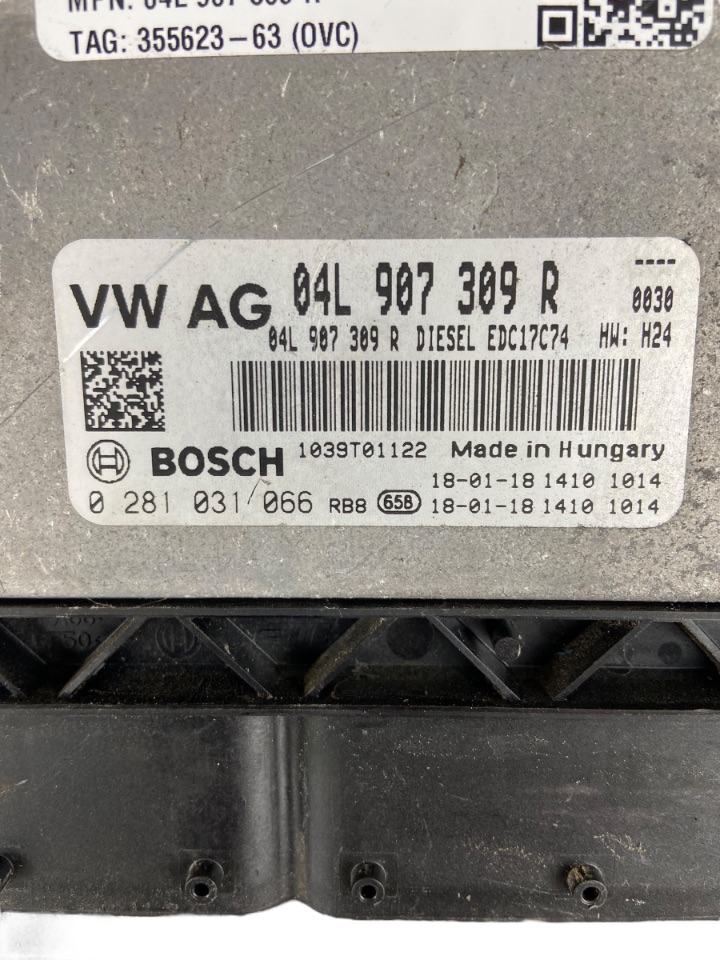 TAG: 355623-63 (OVC)
VW AG 04L 907 309 R ----
0030
04L 907 309 R DIESEL EDC17C74 HW: H24
BOSCH 1039T01122 Made in Hungary
18-01-18 1410 1014
0 281 031 066 RB8 65B 18-01-18 1410 1014